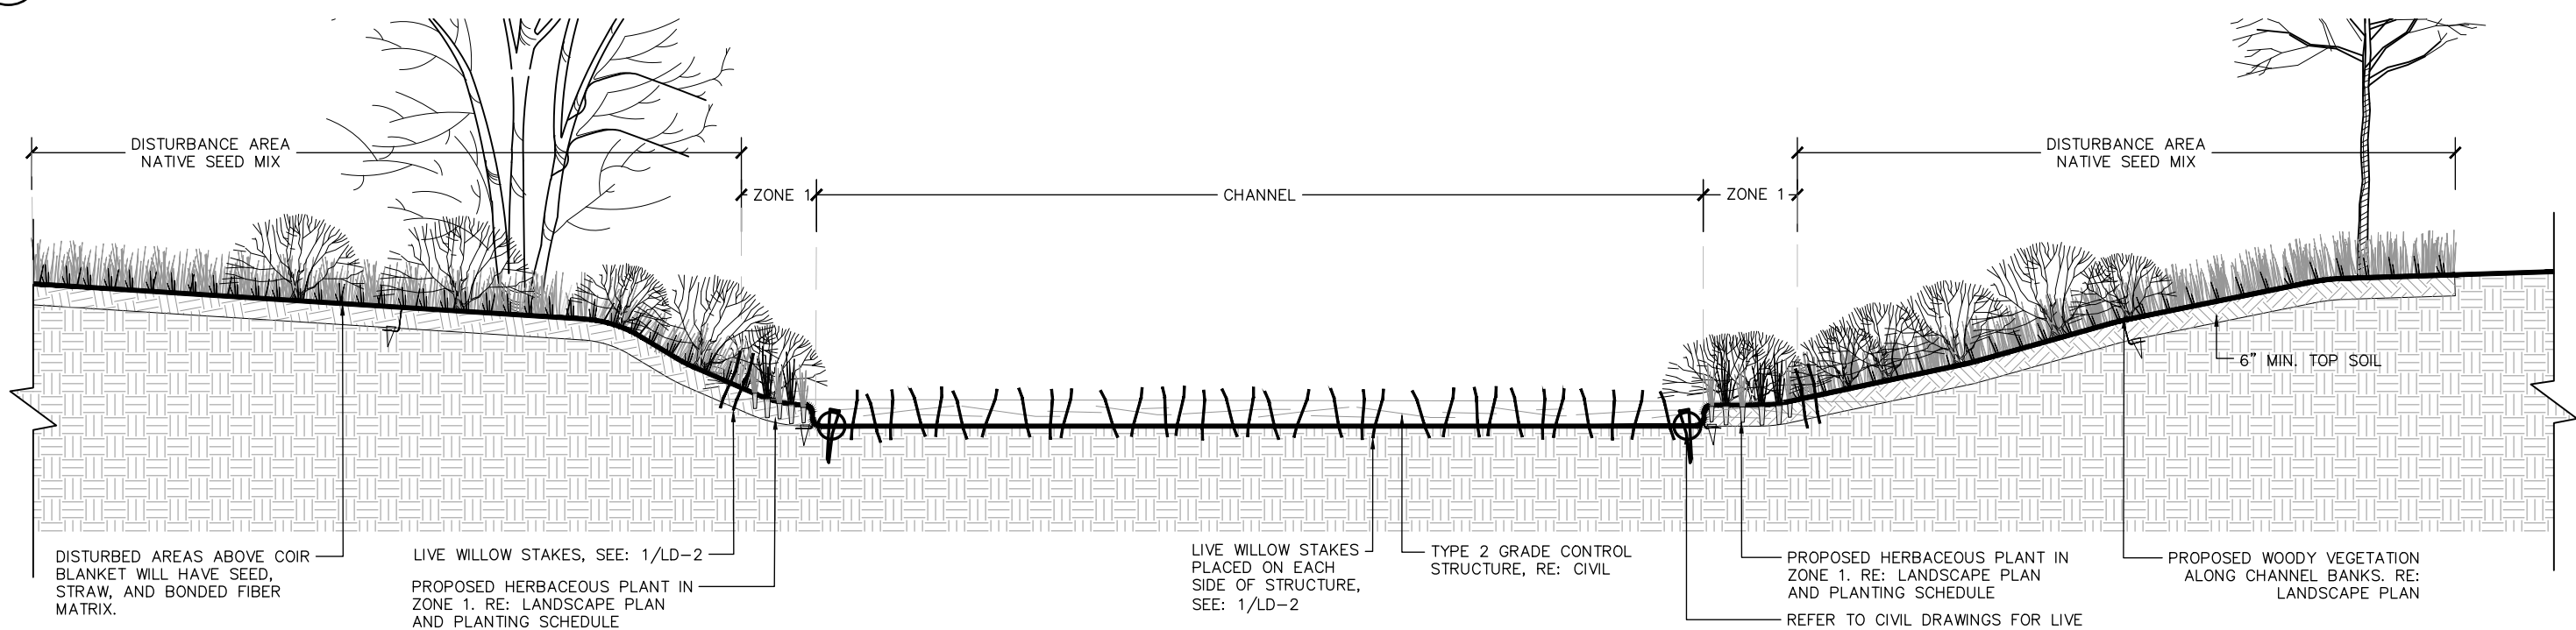 DISTURBANCE AREA
NATIVE SEED MIX
ZONE 1
CHANNEL
ZONE 1
DISTURBANCE AREA
NATIVE SEED MIX
6" MIN. TOP SOIL
DISTURBED AREAS ABOVE COIR
BLANKET WILL HAVE SEED,
STRAW, AND BONDED FIBER
MATRIX.
LIVE WILLOW STAKES, SEE: 1/LD-2
PROPOSED HERBACEOUS PLANT IN
ZONE 1. RE: LANDSCAPE PLAN
AND PLANTING SCHEDULE
LIVE WILLOW STAKES
PLACED ON EACH
SIDE OF STRUCTURE,
SEE: 1/LD-2
TYPE 2 GRADE CONTROL
STRUCTURE, RE: CIVIL
PROPOSED HERBACEOUS PLANT IN
ZONE 1. RE: LANDSCAPE PLAN
AND PLANTING SCHEDULE
REFER TO CIVIL DRAWINGS FOR LIVE
PROPOSED WOODY VEGETATION
ALONG CHANNEL BANKS. RE:
LANDSCAPE PLAN